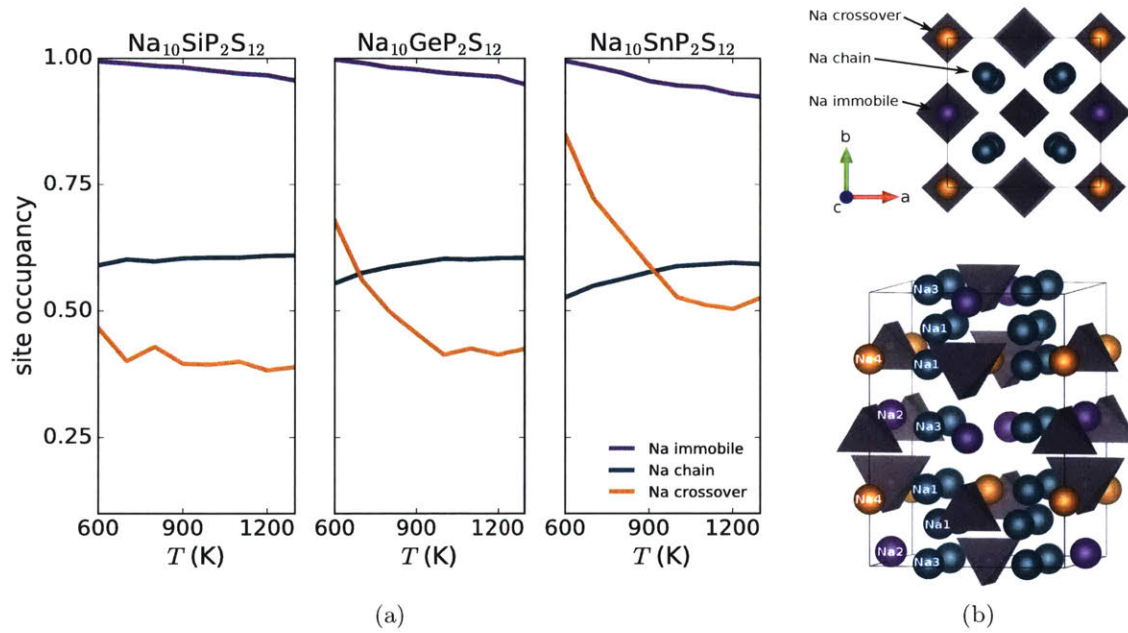 Na₁₀SiP₂S₁₂
Na₁₀GeP₂S₁₂
Na₁₀SnP₂S₁₂
site occupancy
1.00
0.75
0.50
0.25
Na immobile
Na chain
Na crossover
600 900 1200
600 900 1200
600 900 1200
T (K)
T (K)
T (K)
(a)
Na crossover
Na chain
Na immobile
b
c
a
Na3
Na1
Na4
Na1
Na2
Na3
Na1
Na4
Na1
Na2
Na3
(b)